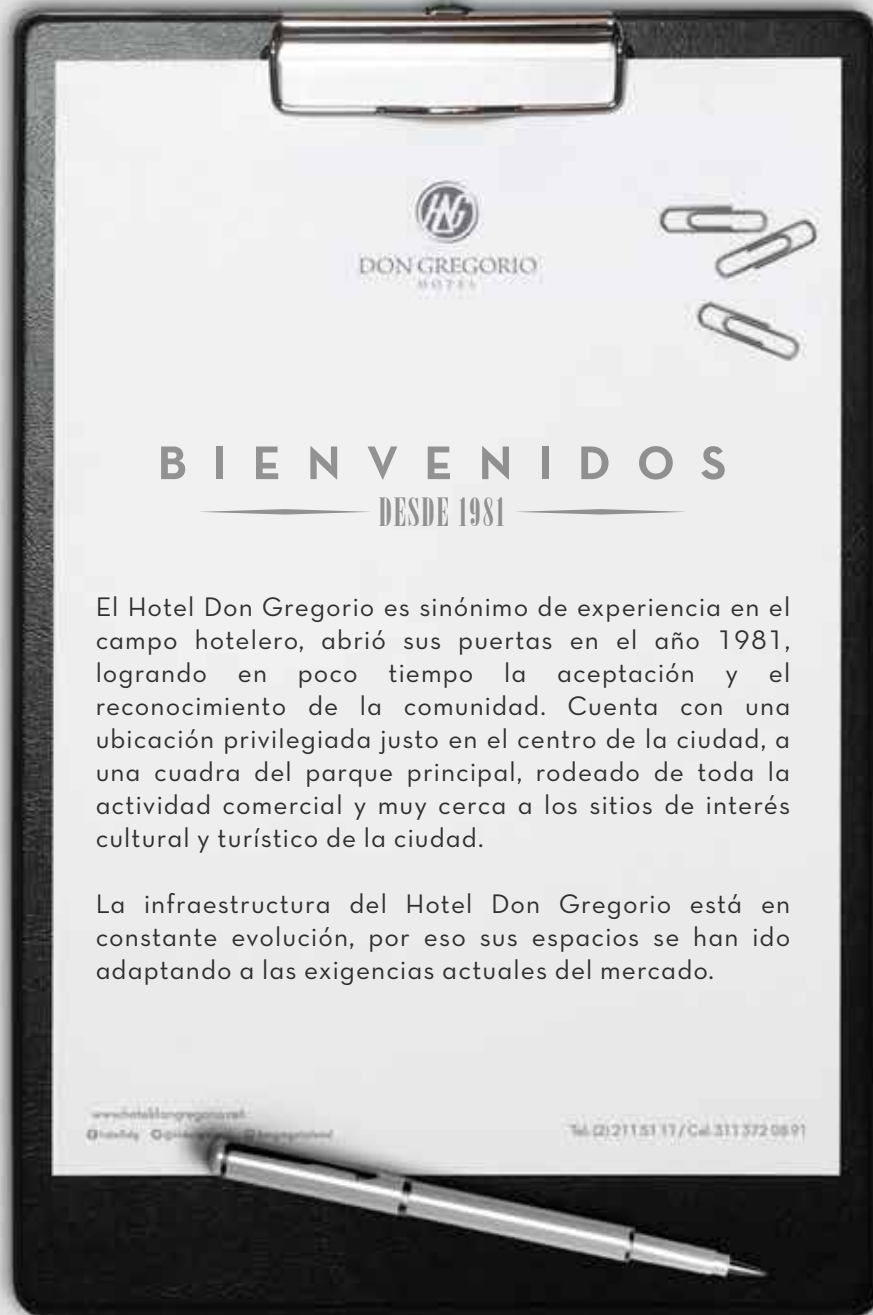 HNG
DON GREGORIO
HOTEL
BIENVENIDOS
DESDE 1981
El Hotel Don Gregorio es sinónimo de experiencia en el
campo hotelero, abrió sus puertas en el año 1981,
logrando en poco tiempo la aceptación y el
reconocimiento de la comunidad. Cuenta con una
ubicación privilegiada justo en el centro de la ciudad, a
una cuadra del parque principal, rodeado de toda la
actividad comercial y muy cerca a los sitios de interés
cultural y turístico de la ciudad.
La infraestructura del Hotel Don Gregorio está en
constante evolución, por eso sus espacios se han ido
adaptando a las exigencias actuales del mercado.
www.hoteldongregorio.net
Tel. (2) 211 51 11 / Cel. 311 372 08 91